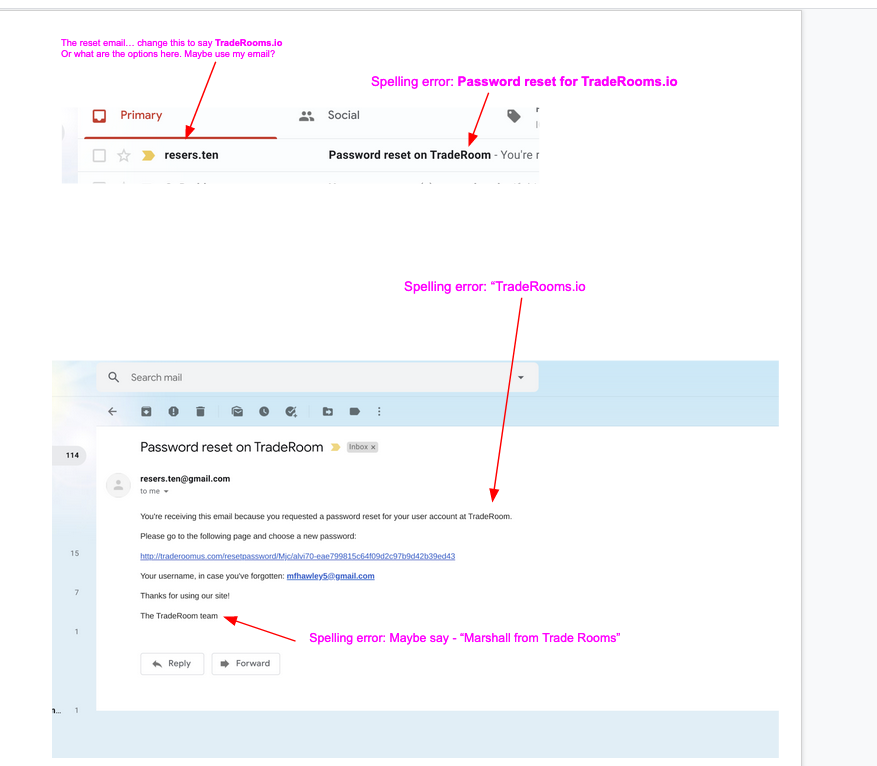 The reset email… change this to say TradeRooms.io
Or what are the options here. Maybe use my email?
Spelling error: Password reset for TradeRooms.io
Primary
Social
resers.ten
Password reset on TradeRoom - You're r
Spelling error: “TradeRooms.io
Search mail
Password reset on TradeRoom
Inbox x
114
resers.ten@gmail.com
to me
You're receiving this email because you requested a password reset for your user account at TradeRoom.
Please go to the following page and choose a new password:
15
http://traderoomus.com/resetpassword/Mjc/alvi70-eae799815c64f09d2c97b9d42b39ed43
Your username, in case you've forgotten: mfhawley5@gmail.com
7
Thanks for using our site!
The TradeRoom team
1
Spelling error: Maybe say - “Marshall from Trade Rooms”
Reply
Forward
1